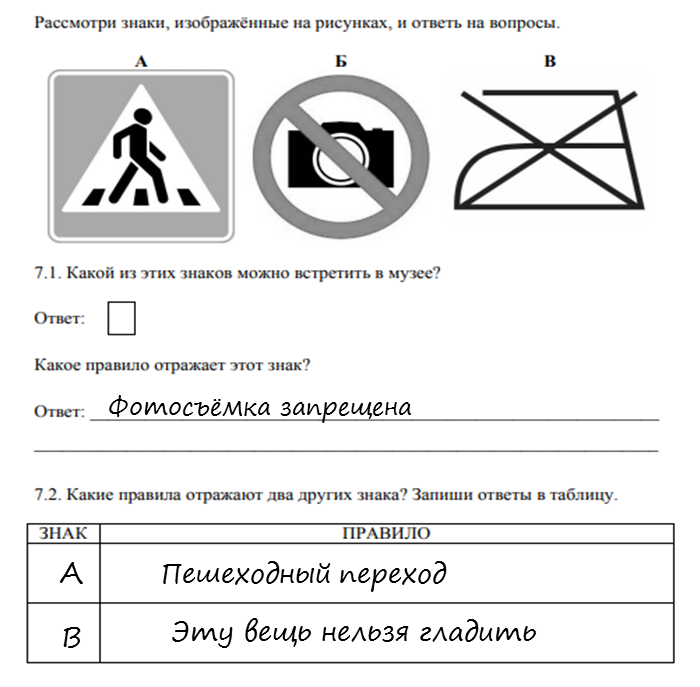 Рассмотри знаки, изображённые на рисунках, и ответь на вопросы.
А Б В
7.1. Какой из этих знаков можно встретить в музее?
Ответ:
Какое правило отражает этот знак?
Ответ: Фотосъёмка запрещена
7.2. Какие правила отражают два других знака? Запиши ответы в таблицу.
ЗНАК ПРАВИЛО
А Пешеходный переход
В Эту вещь нельзя гладить